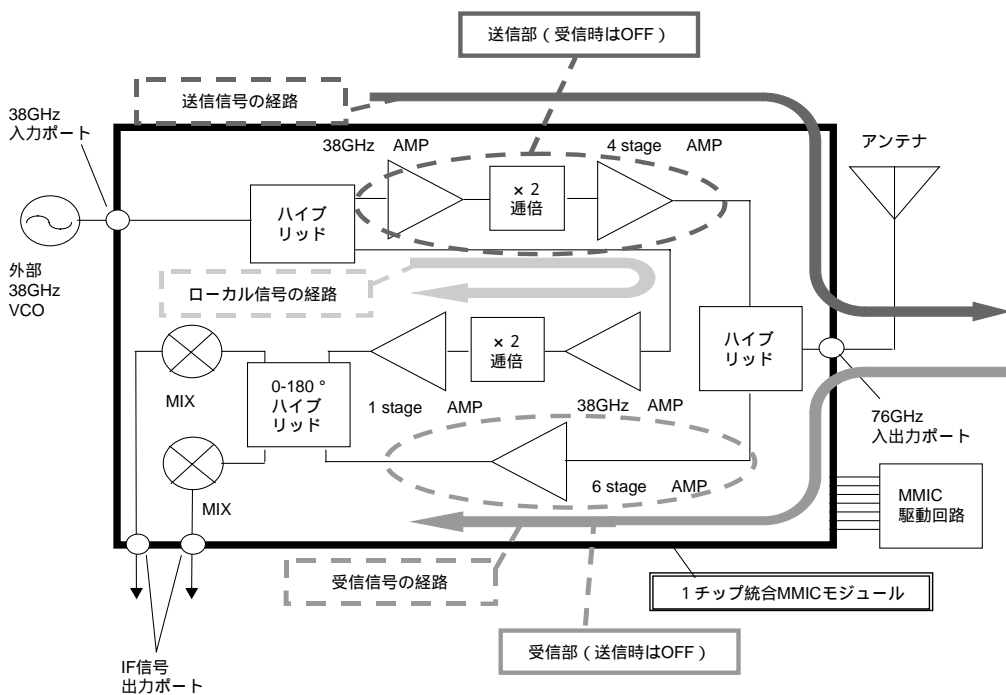 送信部（受信時はOFF）
送信信号の経路
38GHz
入力ポート
38GHz AMP
4 stage AMP
アンテナ
×2
逓倍
ハイブ
リッド
外部
38GHz
VCO
ローカル信号の経路
ハイブ
リッド
×2
逓倍
0-180°
ハイブ
リッド
MIX
1 stage AMP
38GHz AMP
76GHz
入出力ポート
MIX
6 stage AMP
MMIC
駆動回路
受信信号の経路
1チップ統合MMICモジュール
受信部（送信時はOFF）
IF信号
出力ポート